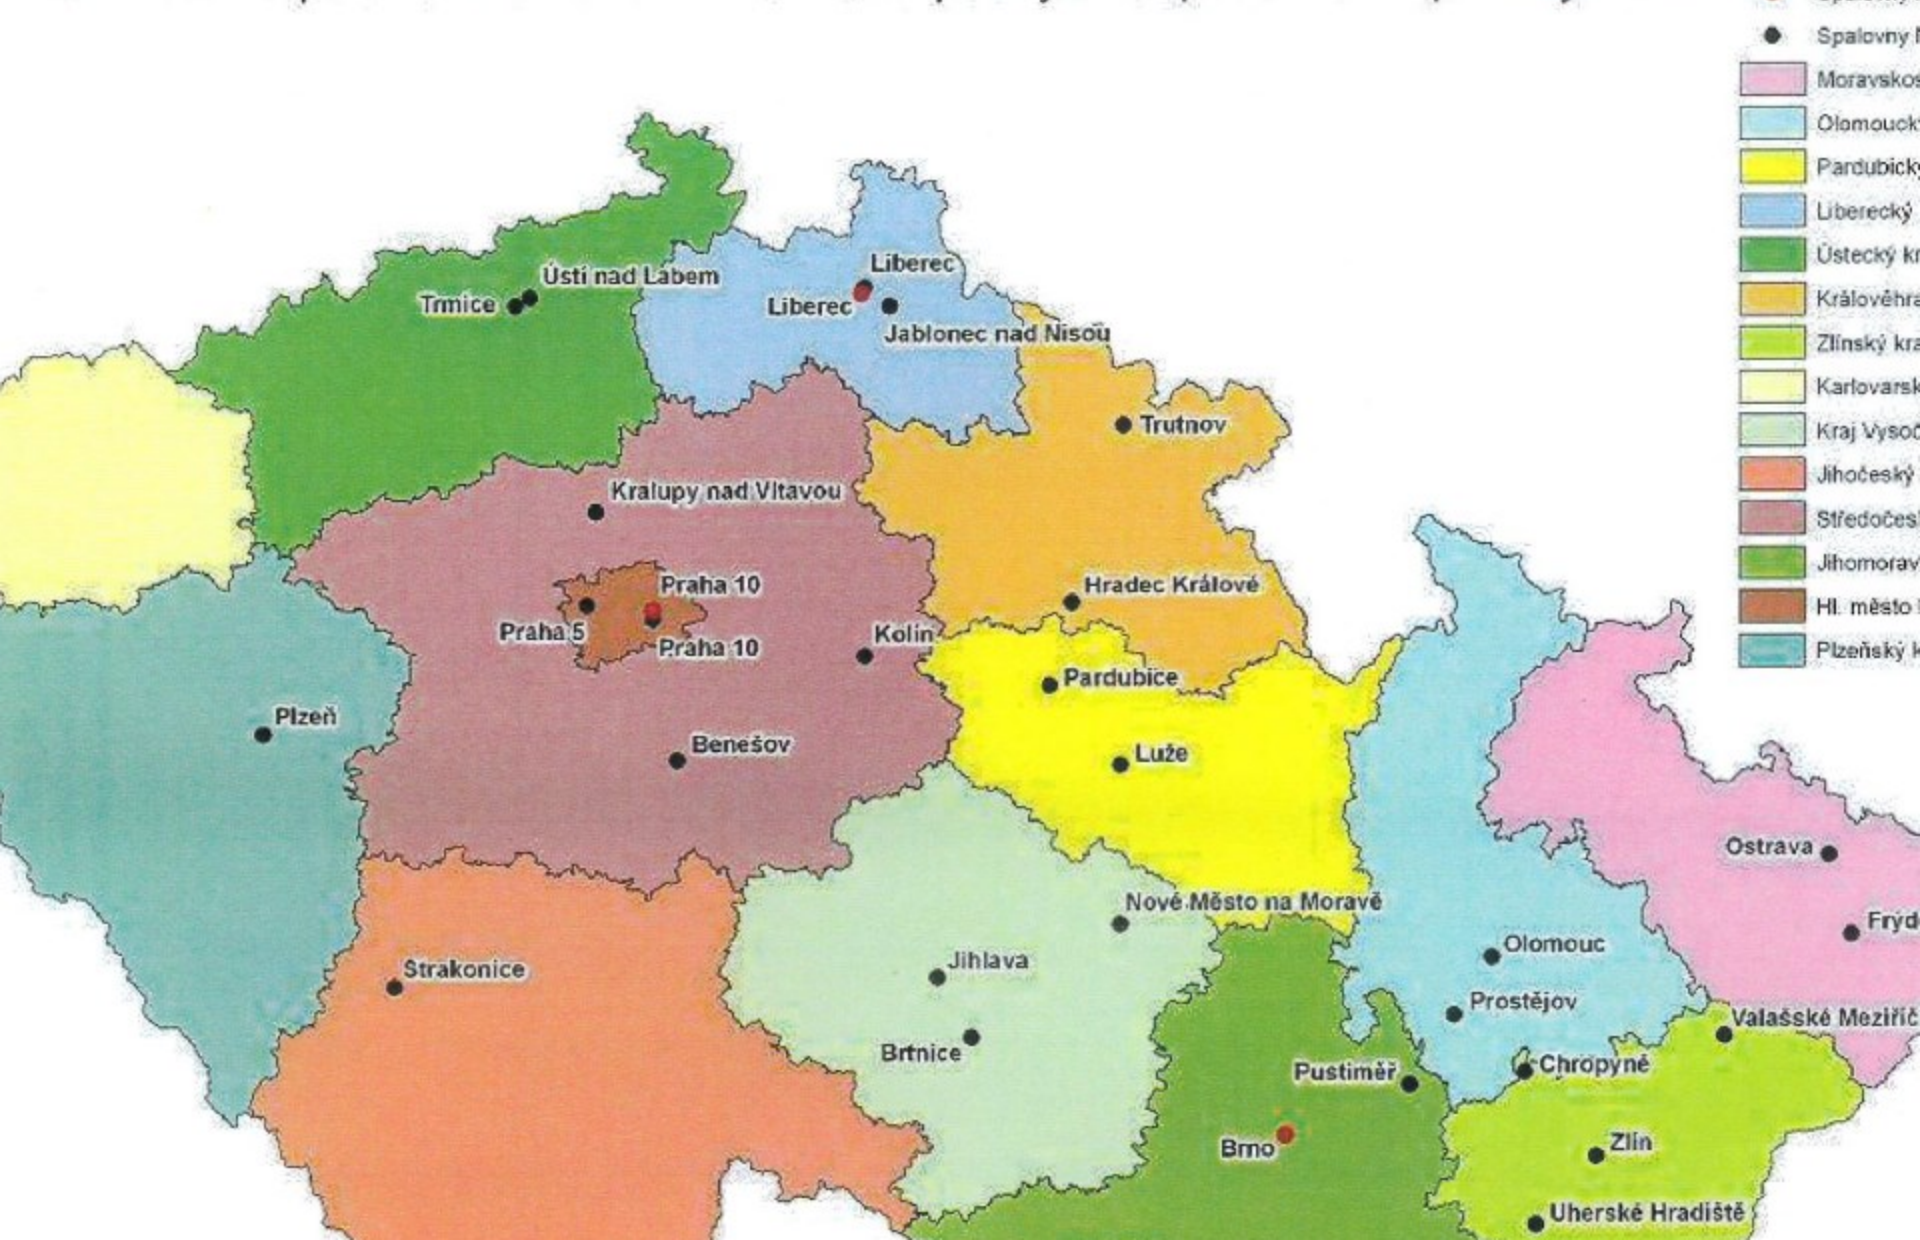 Spalovny
Moravskos
Olomouck
Pardubický
Liberecký
Ústecký kr
Královéhra
Zlínský kra
Karlovarsk
Kraj Vysoč
Jihočeský
Středočes
Jihomorav
Hl. město
Plzeňský k
Ústí nad Labem
Trmice
Liberec
Liberec
Jablonec nad Nisou
Trutnov
Kralupy nad Vltavou
Praha 10
Hradec Králové
Praha 5
Praha 10
Kolín
Pardubice
Plzeň
Benešov
Luže
Ostrava
Nové Město na Moravě
Frýd
Olomouc
Strakonice
Jihlava
Prostějov
Valašské Meziříč
Brtnice
Pustiměř
Chropyně
Brno
Zlín
Uherské Hradiště